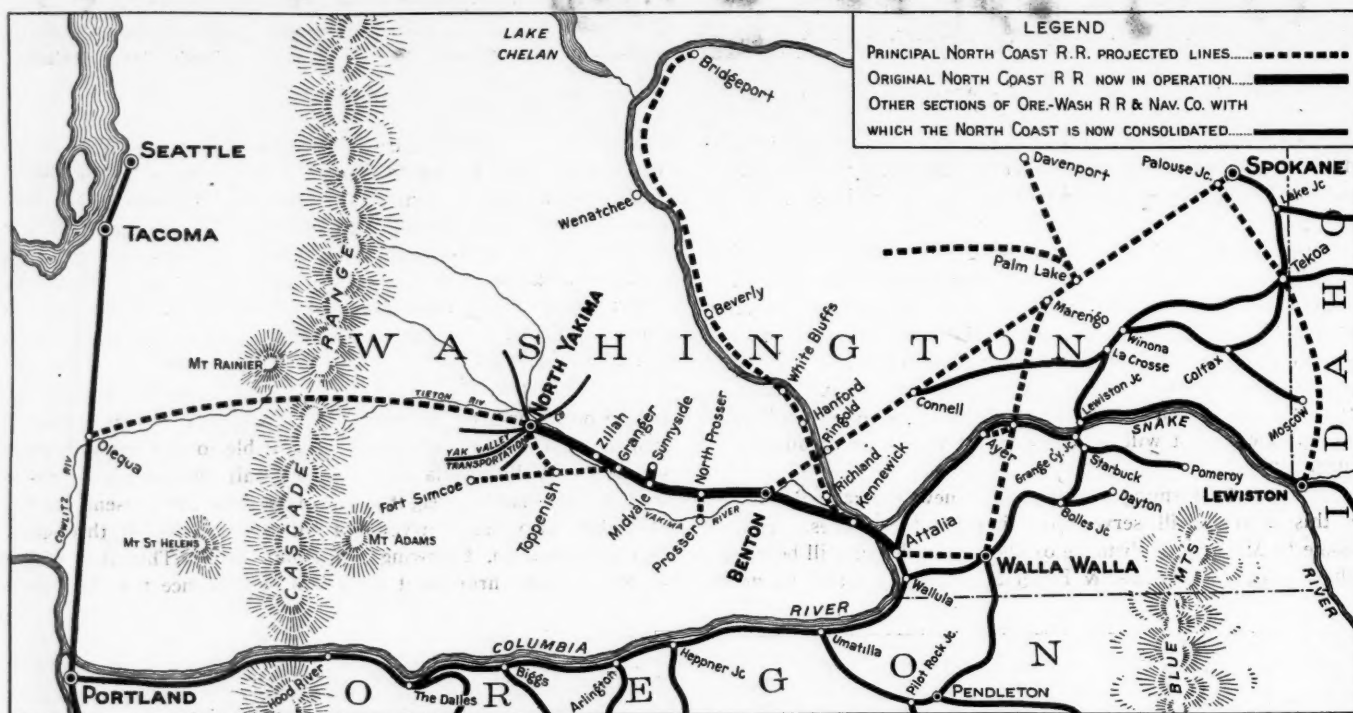 LEGEND
PRINCIPAL NORTH COAST R.R. PROJECTED LINES
ORIGINAL NORTH COAST R R NOW IN OPERATION
OTHER SECTIONS OF ORE.-WASH R R & NAV. CO. WITH
WHICH THE NORTH COAST IS NOW CONSOLIDATED
LAKE
CHELAN
Bridgeport
SEATTLE
Davenport
Palouse Jc.
SPOKANE
Lake Jc
Wenatchee
TACOMA
Palm Lake
Tekoa
RANGE
Beverly
Marengo
WASHINGTON
IDAHO
MT RAINIER
White Bluffs
Winona
La Crosse
Colfax
NORTH YAKIMA
TIETON RIV
Hanford
Ringold
Connell
Lewiston Jc
SNAKE
Moscow
Olequa
YAK VALLEY
TRANSPORTATION
CO
Zillah
Granger
Sunnyside
North Prosser
Richland
Kennewick
Ayer
Grange Cy. Jc
Starbuck
Pomeroy
LEWISTON
COWLITZ
RIV
CASCADE
Fort Simcoe
Toppenish
Midvale
YAKIMA
RIVER
Prosser
BENTON
Attalia
Bolles Jc
Dayton
MT ST HELENS
MT ADAMS
WALLA WALLA
Wallula
BLUE MTS
RIVER
COLUMBIA
RIVER
PORTLAND
Hood River
The Dalles
Biggs
Arlington
Heppner Jc
Umatilla
Pilot Rock Jc.
PENDLETON
OREGON